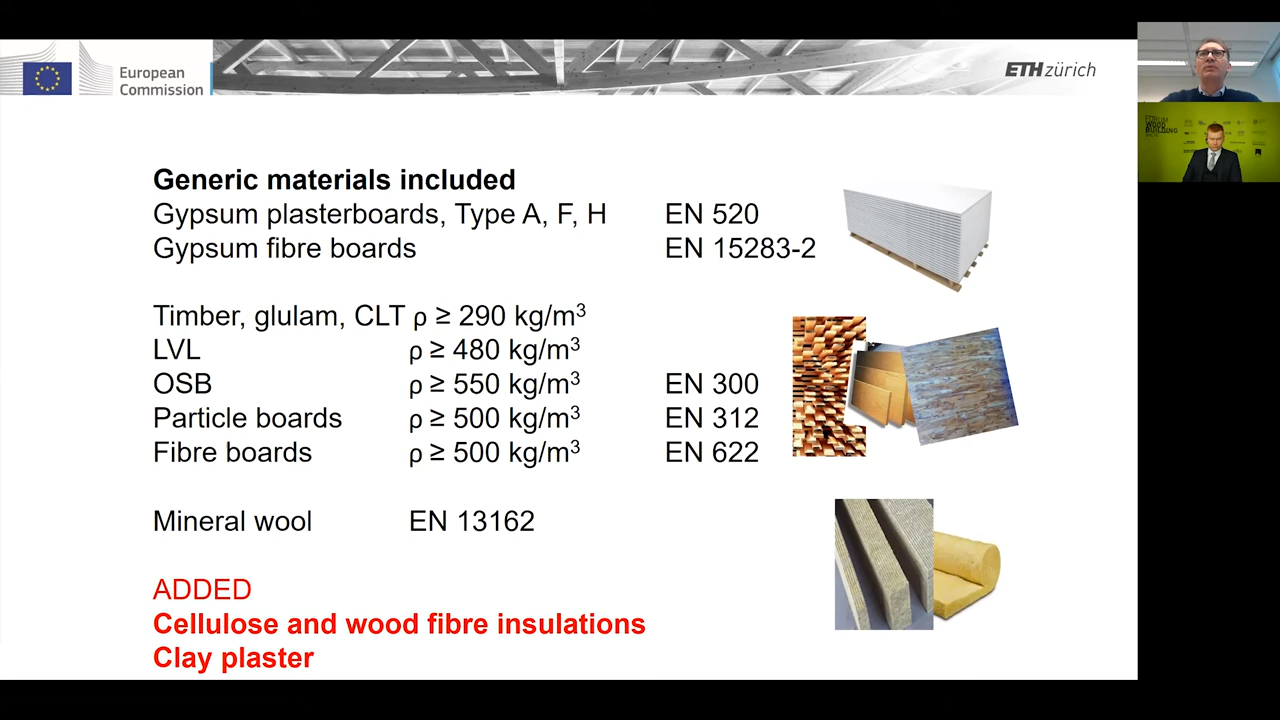 European
Commission
ETH zürich
Generic materials included
Gypsum plasterboards, Type A, F, H EN 520
Gypsum fibre boards EN 15283-2
Timber, glulam, CLT ρ ≥ 290 kg/m³
LVL ρ ≥ 480 kg/m³
OSB ρ ≥ 550 kg/m³ EN 300
Particle boards ρ ≥ 500 kg/m³ EN 312
Fibre boards ρ ≥ 500 kg/m³ EN 622
Mineral wool EN 13162
ADDED
Cellulose and wood fibre insulations
Clay plaster
FORUM
WOOD
BUILDING